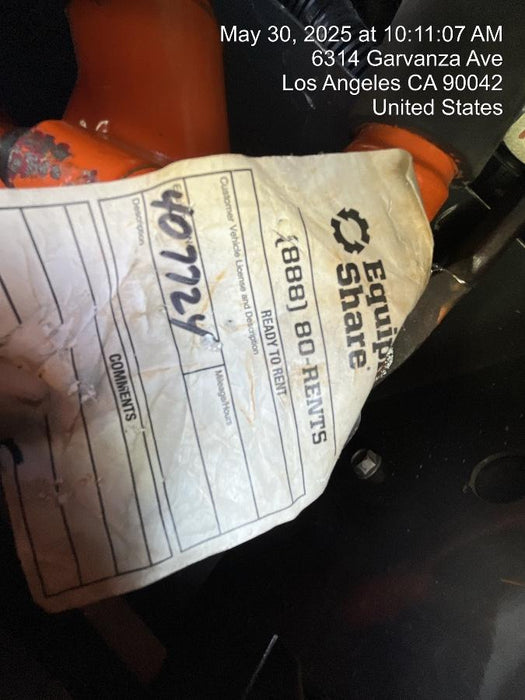 May 30, 2025 at 10:11:07 AM
6314 Garvanza Ave
Los Angeles CA 90042
United States
Equip
Share
(888) 80-RENTS
READY TO RENT
Customer Vehicle License and Description
407724
Mileage/Hours
Description
COMMENTS